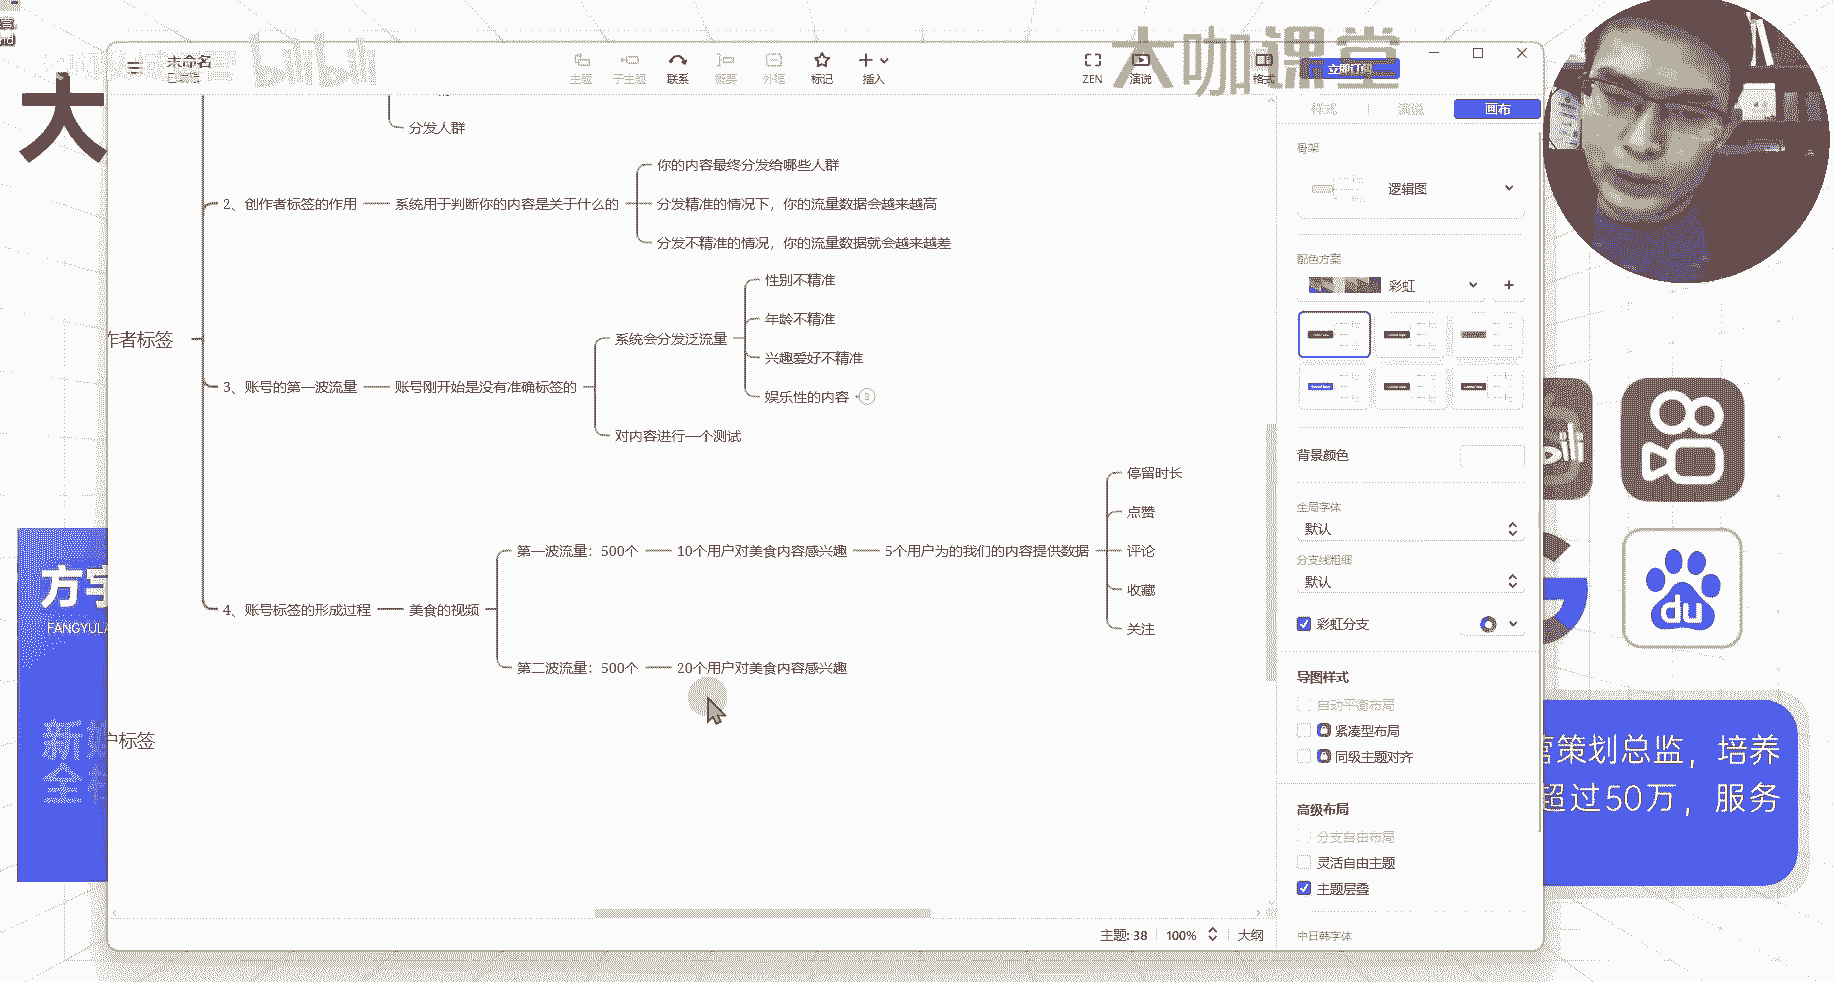 未命名
已编辑
bilibili
主题
子主题
联系
概要
外框
标记
插入
ZEN
演说
格式
大咖课堂
大
样式
演说
画布
骨架
逻辑图
配色方案
彩虹
背景颜色
全局字体
默认
分支线粗细
默认
彩虹分支
导图样式
自动平衡布局
紧凑型布局
同级主题对齐
高级布局
分支自由布局
灵活自由主题
主题层叠
中日韩字体
分发人群
2、创作者标签的作用
系统用于判断你的内容是关于什么的
你的内容最终分发给哪些人群
分发精准的情况下，你的流量数据会越来越高
分发不精准的情况，你的流量数据就会越来越差
作者标签
3、账号的第一波流量
账号刚开始是没有准确标签的
系统会分发泛流量
性别不精准
年龄不精准
兴趣爱好不精准
娱乐性的内容
3
对内容进行一个测试
4、账号标签的形成过程
美食的视频
第一波流量：500个
10个用户对美食内容感兴趣
5个用户为的我们的内容提供数据
停留时长
点赞
评论
收藏
关注
第二波流量：500个
20个用户对美食内容感兴趣
户标签
主题: 38
100%
大纲
FANGYULA
新
全
du
营策划总监，培养
超过50万，服务